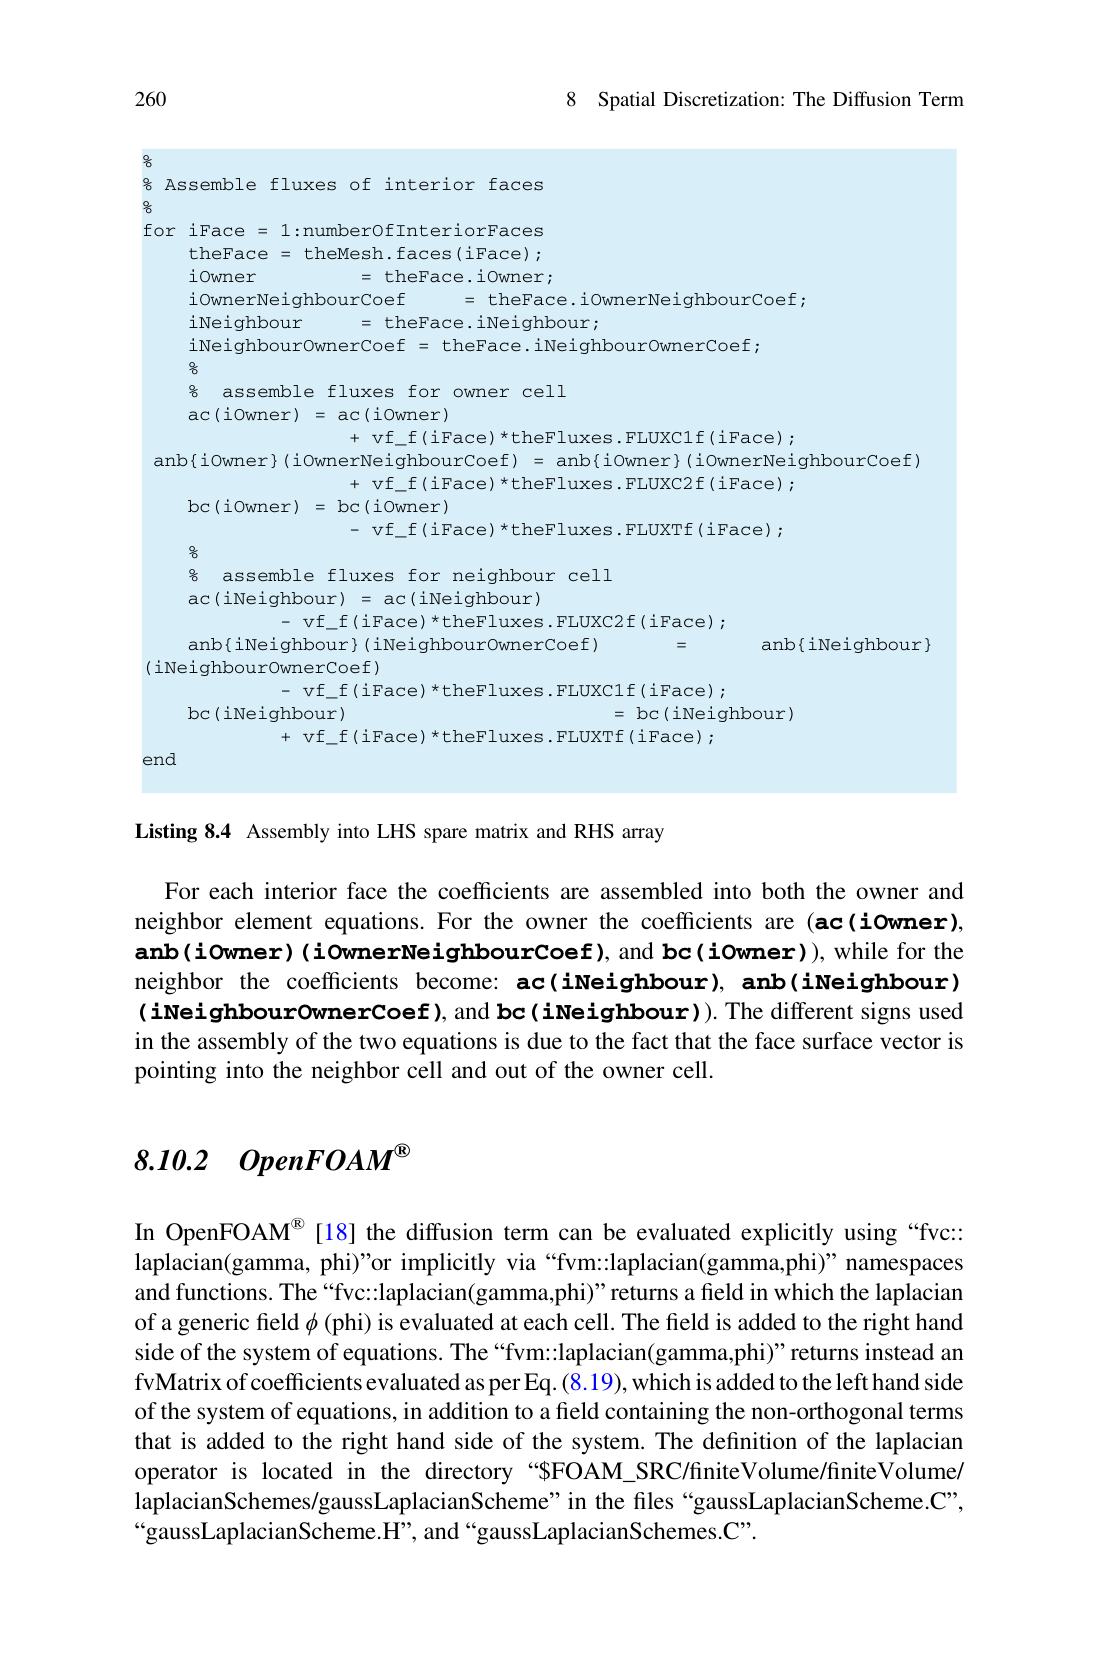 260
8 Spatial Discretization: The Diffusion Term
%
% Assemble fluxes of interior faces
%
for iFace = 1:numberOfInteriorFaces
    theFace = theMesh.faces(iFace);
    iOwner         = theFace.iOwner;
    iOwnerNeighbourCoef     = theFace.iOwnerNeighbourCoef;
    iNeighbour     = theFace.iNeighbour;
    iNeighbourOwnerCoef = theFace.iNeighbourOwnerCoef;
    %
    %  assemble fluxes for owner cell
    ac(iOwner) = ac(iOwner)
                  + vf_f(iFace)*theFluxes.FLUXC1f(iFace);
 anb{iOwner}(iOwnerNeighbourCoef) = anb{iOwner}(iOwnerNeighbourCoef)
                  + vf_f(iFace)*theFluxes.FLUXC2f(iFace);
    bc(iOwner) = bc(iOwner)
                  - vf_f(iFace)*theFluxes.FLUXTf(iFace);
    %
    %  assemble fluxes for neighbour cell
    ac(iNeighbour) = ac(iNeighbour)
            - vf_f(iFace)*theFluxes.FLUXC2f(iFace);
    anb{iNeighbour}(iNeighbourOwnerCoef)       =       anb{iNeighbour}
(iNeighbourOwnerCoef)
            - vf_f(iFace)*theFluxes.FLUXC1f(iFace);
    bc(iNeighbour)                       = bc(iNeighbour)
            + vf_f(iFace)*theFluxes.FLUXTf(iFace);
end
Listing 8.4 Assembly into LHS spare matrix and RHS array
For each interior face the coefficients are assembled into both the owner and
neighbor element equations. For the owner the coefficients are (ac(iOwner),
anb(iOwner)(iOwnerNeighbourCoef), and bc(iOwner)), while for the
neighbor the coefficients become: ac(iNeighbour), anb(iNeighbour)
(iNeighbourOwnerCoef), and bc(iNeighbour)). The different signs used
in the assembly of the two equations is due to the fact that the face surface vector is
pointing into the neighbor cell and out of the owner cell.
8.10.2 OpenFOAM®
In OpenFOAM® [18] the diffusion term can be evaluated explicitly using “fvc::
laplacian(gamma, phi)”or implicitly via “fvm::laplacian(gamma,phi)” namespaces
and functions. The “fvc::laplacian(gamma,phi)” returns a field in which the laplacian
of a generic field ϕ (phi) is evaluated at each cell. The field is added to the right hand
side of the system of equations. The “fvm::laplacian(gamma,phi)” returns instead an
fvMatrix of coefficients evaluated as per Eq. (8.19), which is added to the left hand side
of the system of equations, in addition to a field containing the non-orthogonal terms
that is added to the right hand side of the system. The definition of the laplacian
operator is located in the directory “$FOAM_SRC/finiteVolume/finiteVolume/
laplacianSchemes/gaussLaplacianScheme” in the files “gaussLaplacianScheme.C”,
“gaussLaplacianScheme.H”, and “gaussLaplacianSchemes.C”.